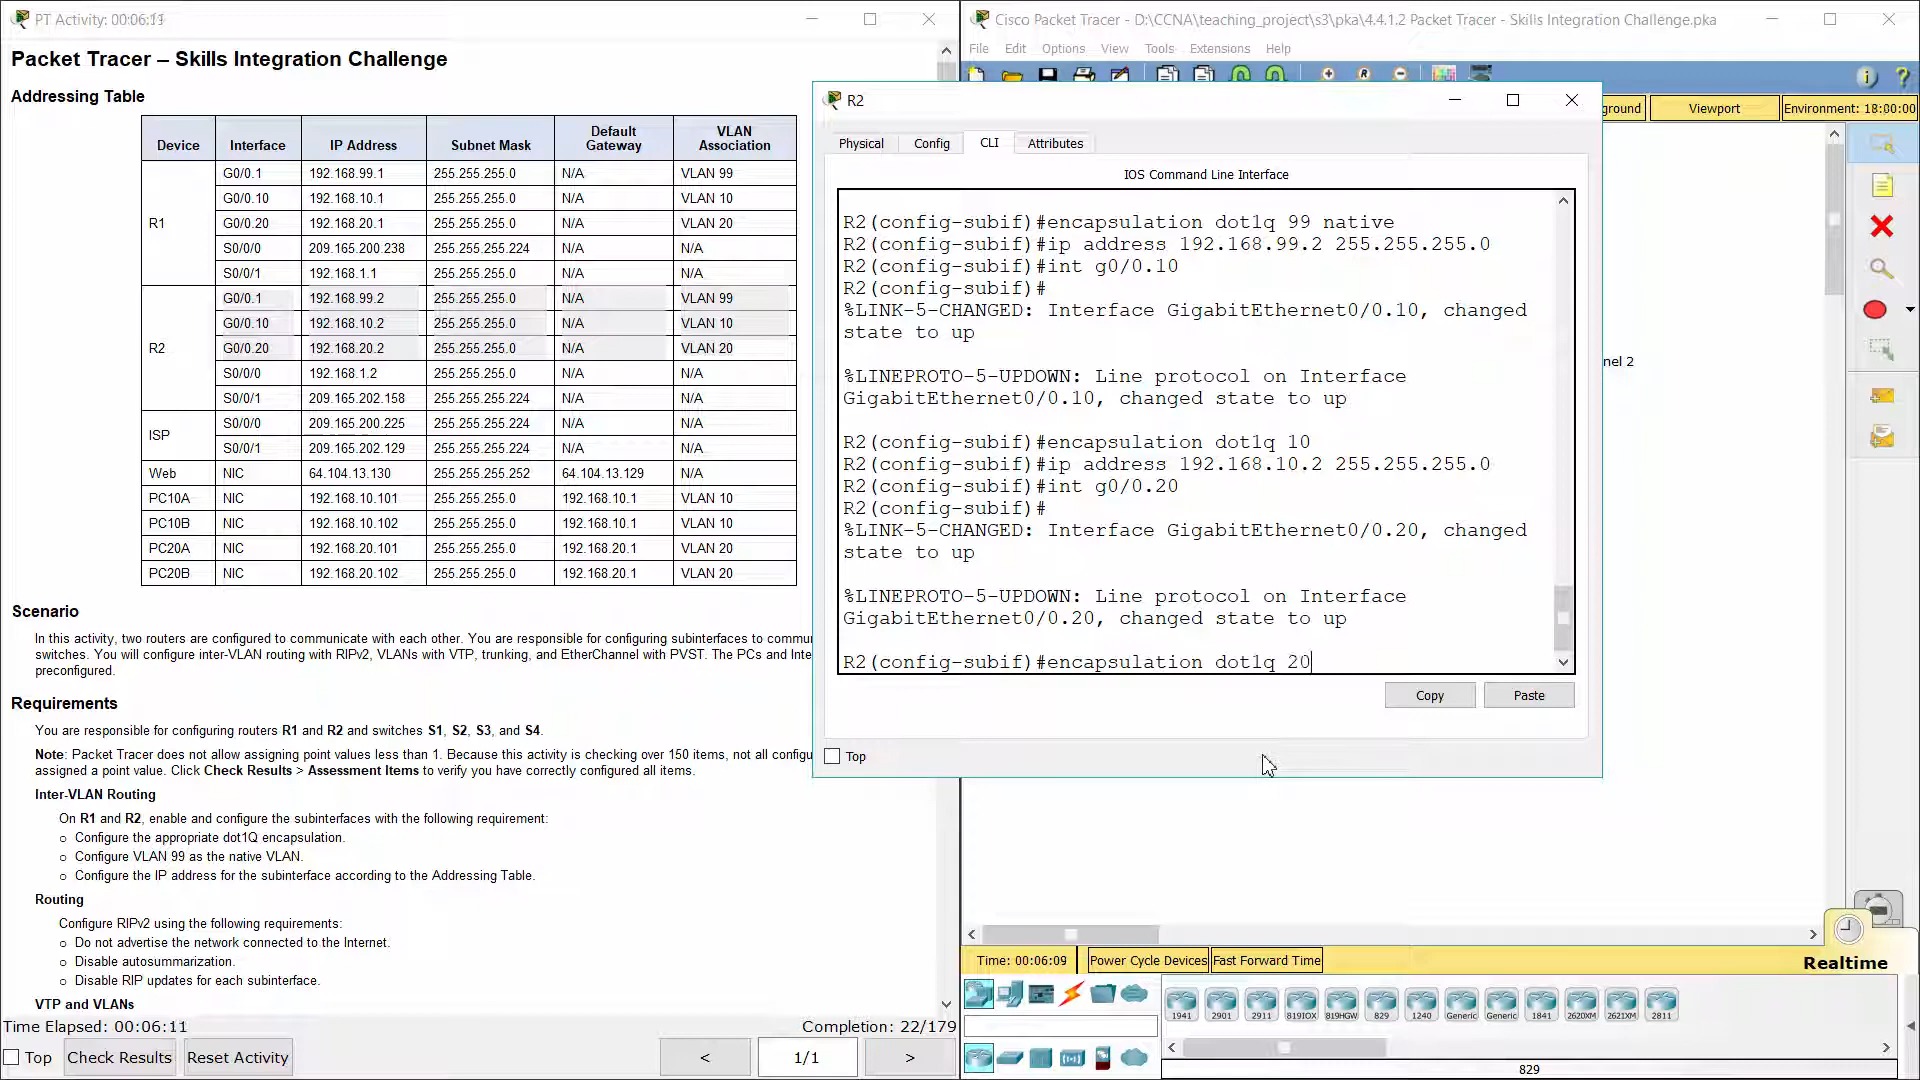 PT Activity: 00:06:11
Packet Tracer – Skills Integration Challenge
Addressing Table
Device Interface IP Address Subnet Mask Default Gateway VLAN Association
R1 G0/0.1 192.168.99.1 255.255.255.0 N/A VLAN 99
G0/0.10 192.168.10.1 255.255.255.0 N/A VLAN 10
G0/0.20 192.168.20.1 255.255.255.0 N/A VLAN 20
S0/0/0 209.165.200.238 255.255.255.224 N/A N/A
S0/0/1 192.168.1.1 255.255.255.0 N/A N/A
R2 G0/0.1 192.168.99.2 255.255.255.0 N/A VLAN 99
G0/0.10 192.168.10.2 255.255.255.0 N/A VLAN 10
G0/0.20 192.168.20.2 255.255.255.0 N/A VLAN 20
S0/0/0 192.168.1.2 255.255.255.0 N/A N/A
S0/0/1 209.165.202.158 255.255.255.224 N/A N/A
ISP S0/0/0 209.165.200.225 255.255.255.224 N/A N/A
S0/0/1 209.165.202.129 255.255.255.224 N/A N/A
Web NIC 64.104.13.130 255.255.255.252 64.104.13.129 N/A
PC10A NIC 192.168.10.101 255.255.255.0 192.168.10.1 VLAN 10
PC10B NIC 192.168.10.102 255.255.255.0 192.168.10.1 VLAN 10
PC20A NIC 192.168.20.101 255.255.255.0 192.168.20.1 VLAN 20
PC20B NIC 192.168.20.102 255.255.255.0 192.168.20.1 VLAN 20
Scenario
In this activity, two routers are configured to communicate with each other. You are responsible for configuring subinterfaces to commu
switches. You will configure inter-VLAN routing with RIPv2, VLANs with VTP, trunking, and EtherChannel with PVST. The PCs and Inte
preconfigured.
Requirements
You are responsible for configuring routers R1 and R2 and switches S1, S2, S3, and S4.
Note: Packet Tracer does not allow assigning point values less than 1. Because this activity is checking over 150 items, not all configu
assigned a point value. Click Check Results > Assessment Items to verify you have correctly configured all items.
Inter-VLAN Routing
On R1 and R2, enable and configure the subinterfaces with the following requirement:
o Configure the appropriate dot1Q encapsulation.
o Configure VLAN 99 as the native VLAN.
o Configure the IP address for the subinterface according to the Addressing Table.
Routing
Configure RIPv2 using the following requirements:
o Do not advertise the network connected to the Internet.
o Disable autosummarization.
o Disable RIP updates for each subinterface.
VTP and VLANs
Time Elapsed: 00:06:11
Completion: 22/179
Top
Check Results
Reset Activity
<
1/1
>
Cisco Packet Tracer - D:\CCNA\teaching_project\s3\pka\4.4.1.2 Packet Tracer - Skills Integration Challenge.pka
File Edit Options View Tools Extensions Help
ground
Viewport
Environment: 18:00:00
nel 2
R2
Physical Config CLI Attributes
IOS Command Line Interface
R2(config-subif)#encapsulation dot1q 99 native
R2(config-subif)#ip address 192.168.99.2 255.255.255.0
R2(config-subif)#int g0/0.10
R2(config-subif)#
%LINK-5-CHANGED: Interface GigabitEthernet0/0.10, changed
state to up
%LINEPROTO-5-UPDOWN: Line protocol on Interface
GigabitEthernet0/0.10, changed state to up
R2(config-subif)#encapsulation dot1q 10
R2(config-subif)#ip address 192.168.10.2 255.255.255.0
R2(config-subif)#int g0/0.20
R2(config-subif)#
%LINK-5-CHANGED: Interface GigabitEthernet0/0.20, changed
state to up
%LINEPROTO-5-UPDOWN: Line protocol on Interface
GigabitEthernet0/0.20, changed state to up
R2(config-subif)#encapsulation dot1q 20
Copy
Paste
Top
Time: 00:06:09
Power Cycle Devices
Fast Forward Time
Realtime
1941 2901 2911 819IOX 819HGW 829 1240 Generic Generic 1841 2620XM 2621XM 2811
829